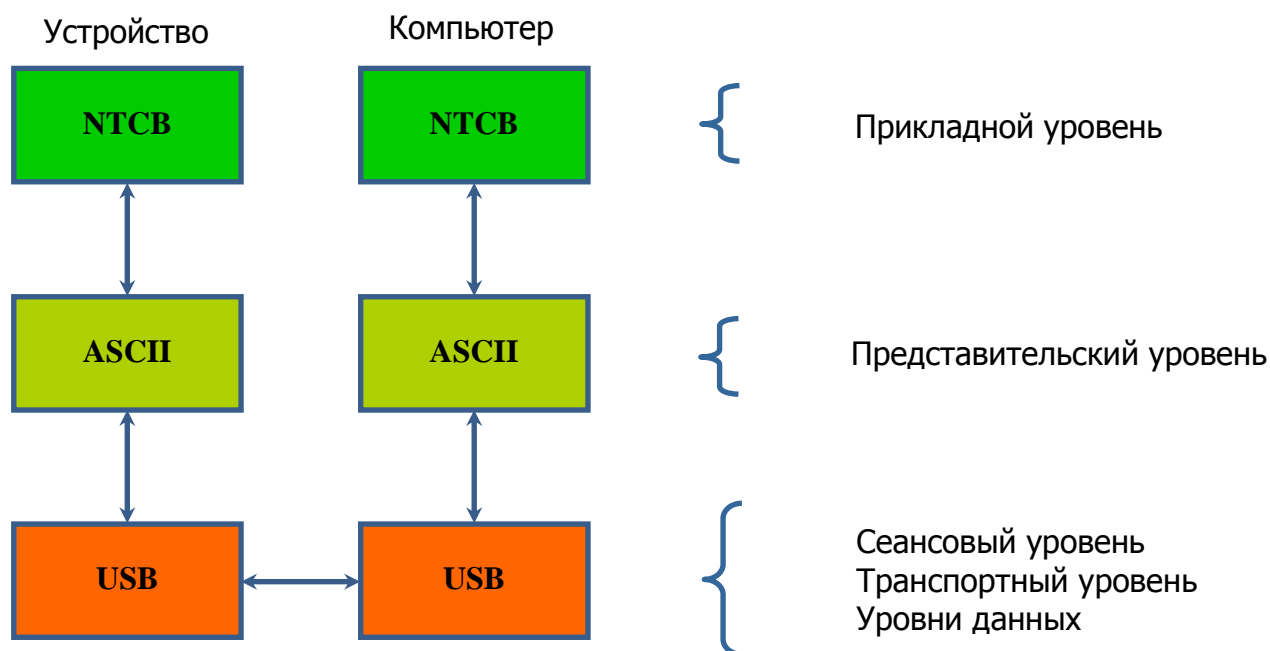 Устройство Компьютер
NTCB NTCB Прикладной уровень
ASCII ASCII Представительский уровень
USB USB
Сеансовый уровень
Транспортный уровень
Уровни данных